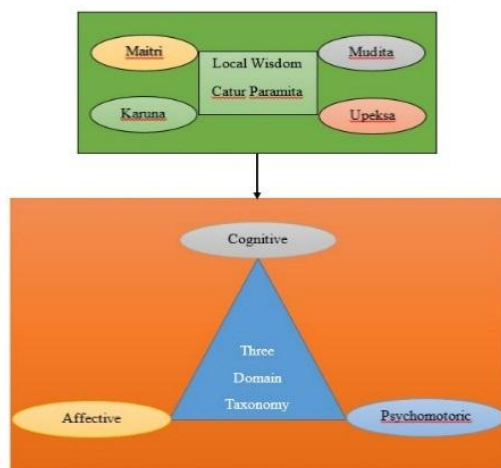 Maitri
Mudita
Local Wisdom
Catur Paramita
Karuna
Upeksa
Cognitive
Three
Domain
Taxonomy
Affective
Psychomotoric